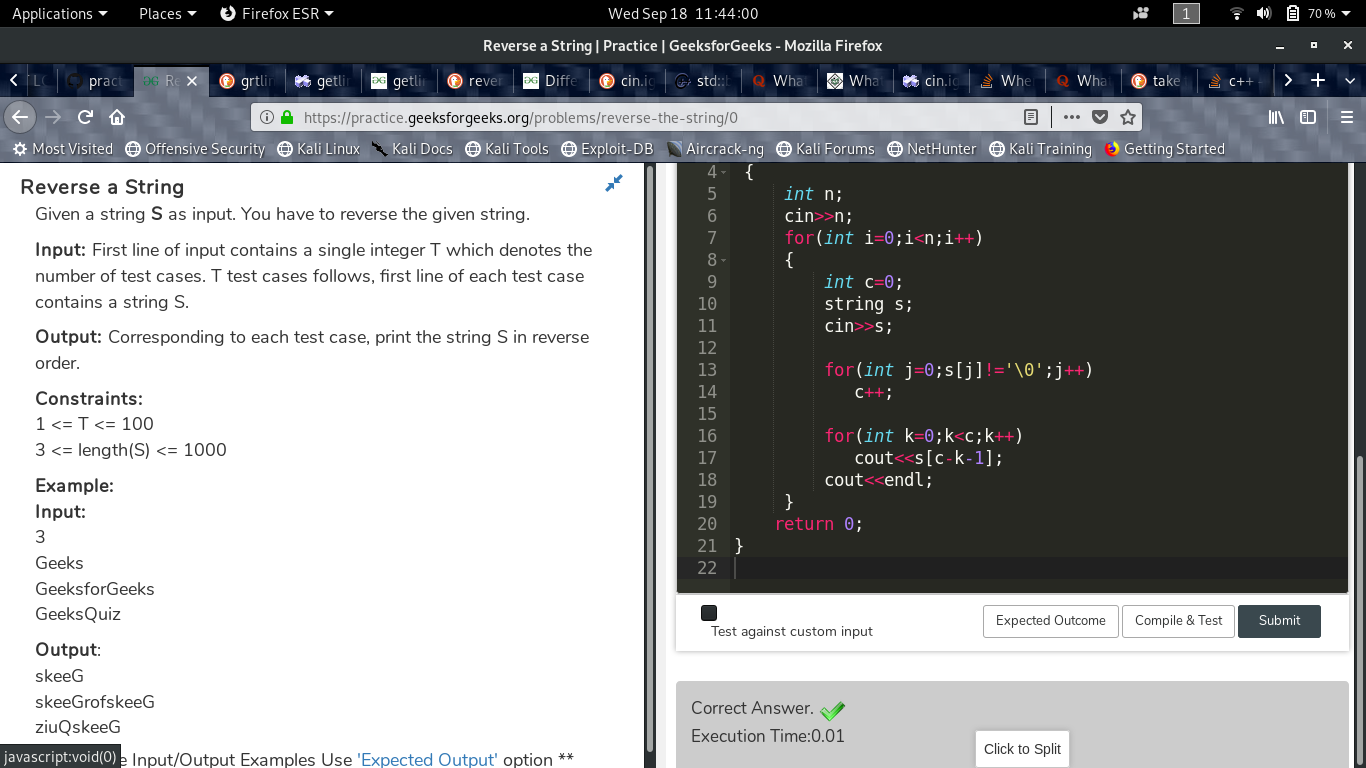 Applications Places Firefox ESR Wed Sep 18 11:44:00 1 70 %
Reverse a String | Practice | GeeksforGeeks - Mozilla Firefox
pract Re grtlin getlin getlin rever Diffe cin.ig std:: Wha Wha cin.ig Whe Wha take c++ -
https://practice.geeksforgeeks.org/problems/reverse-the-string/0
Most Visited Offensive Security Kali Linux Kali Docs Kali Tools Exploit-DB Aircrack-ng Kali Forums NetHunter Kali Training Getting Started
Reverse a String
Given a string S as input. You have to reverse the given string.
Input: First line of input contains a single integer T which denotes the
number of test cases. T test cases follows, first line of each test case
contains a string S.
Output: Corresponding to each test case, print the string S in reverse
order.
Constraints:
1 <= T <= 100
3 <= length(S) <= 1000
Example:
Input:
3
Geeks
GeeksforGeeks
GeeksQuiz
Output:
skeeG
skeeGrofskeeG
ziuQskeeG
javascript:void(0) e Input/Output Examples Use 'Expected Output' option **
4 {
5 int n;
6 cin>>n;
7 for(int i=0;i<n;i++)
8 {
9 int c=0;
10 string s;
11 cin>>s;
12
13 for(int j=0;s[j]!='\0';j++)
14 c++;
15
16 for(int k=0;k<c;k++)
17 cout<<s[c-k-1];
18 cout<<endl;
19 }
20 return 0;
21 }
22
Test against custom input
Expected Outcome Compile & Test Submit
Correct Answer.
Execution Time:0.01
Click to Split